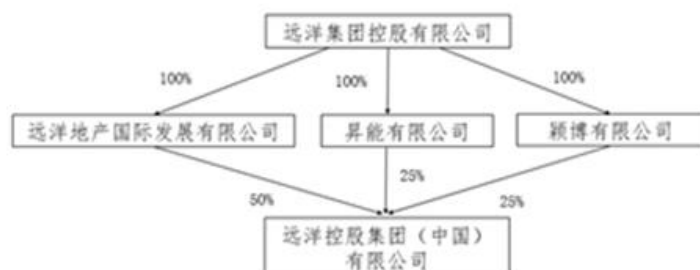 远洋集团控股有限公司
100%
100%
100%
远洋地产国际发展有限公司
昇能有限公司
颖博有限公司
50%
25%
25%
远洋控股集团（中国）
有限公司